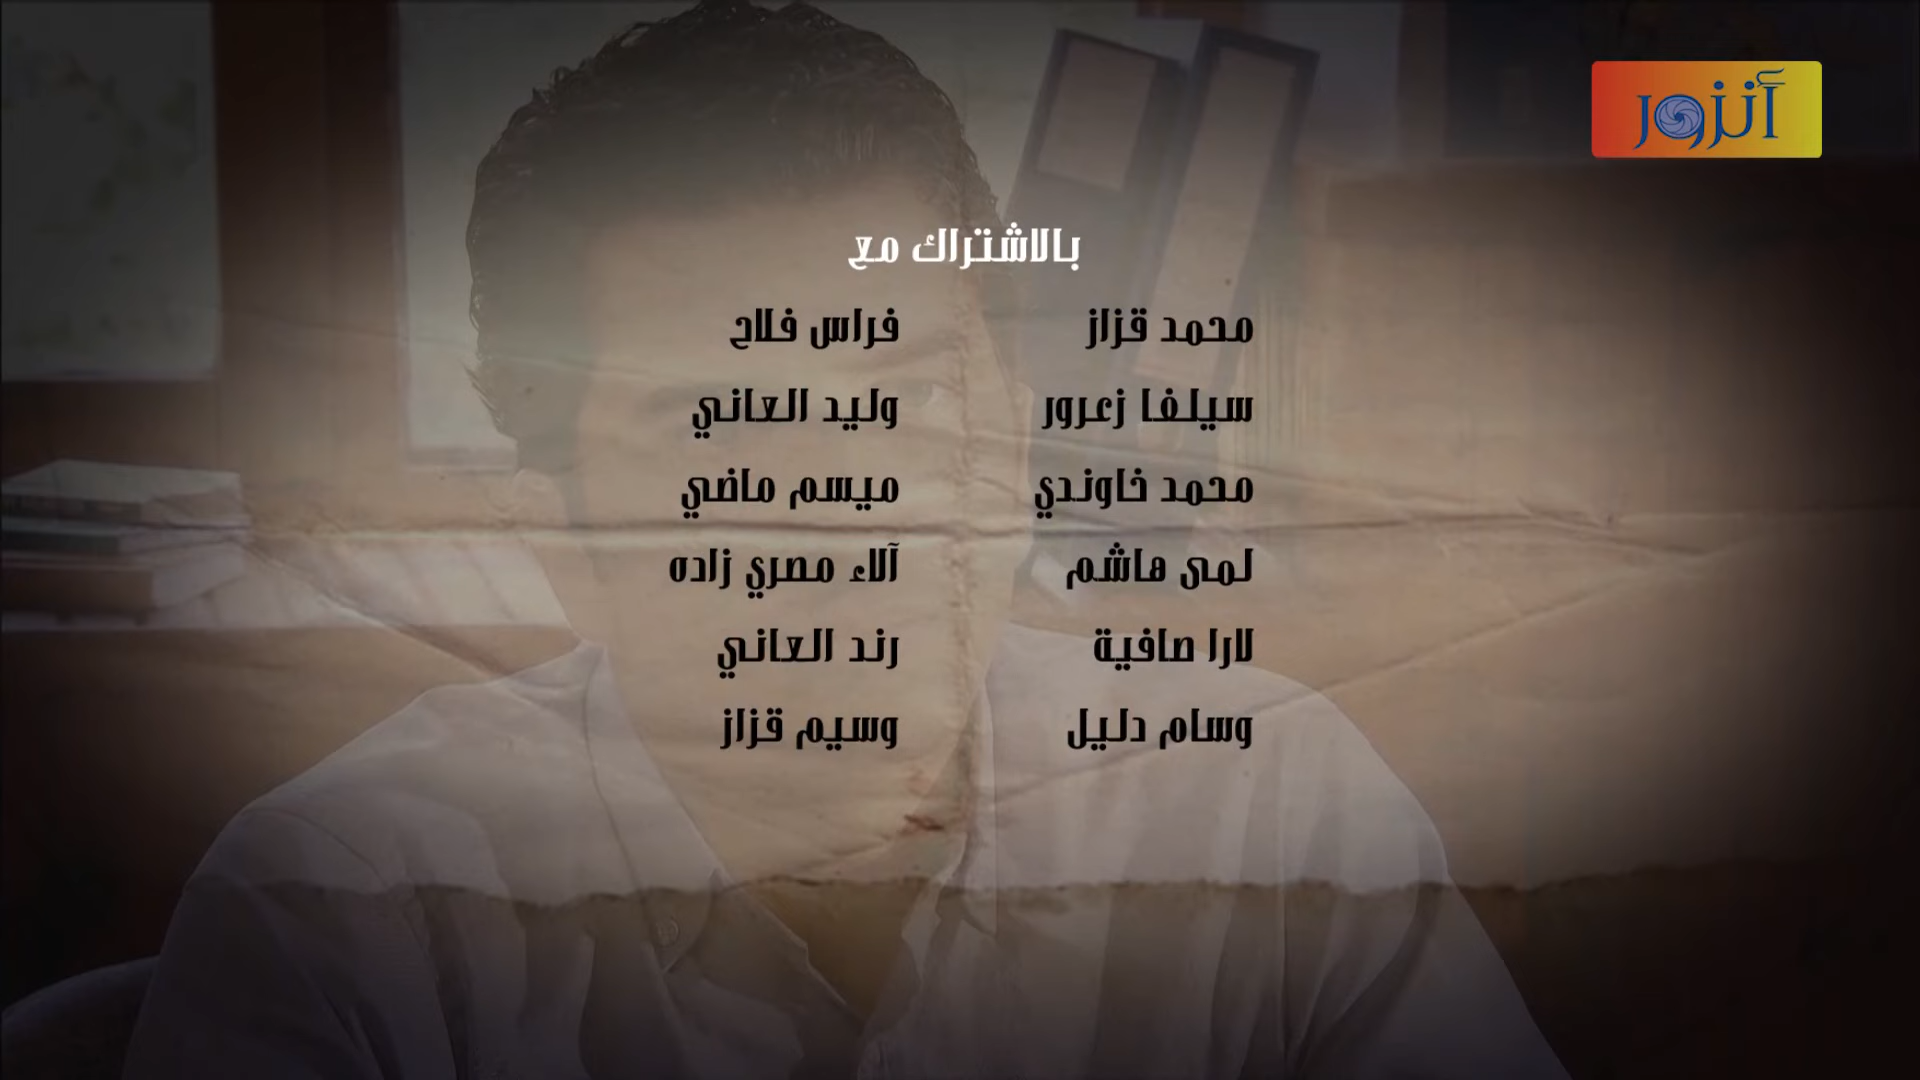 آنزور
بالاشتراك مع
محمد قزاز فراس فلاح
سيلفا زعرور وليد العاني
محمد خاوندي ميسم ماضي
لمى هاشم آلاء مصري زاده
لارا صافية رند العاني
وسام دليل وسيم قزاز